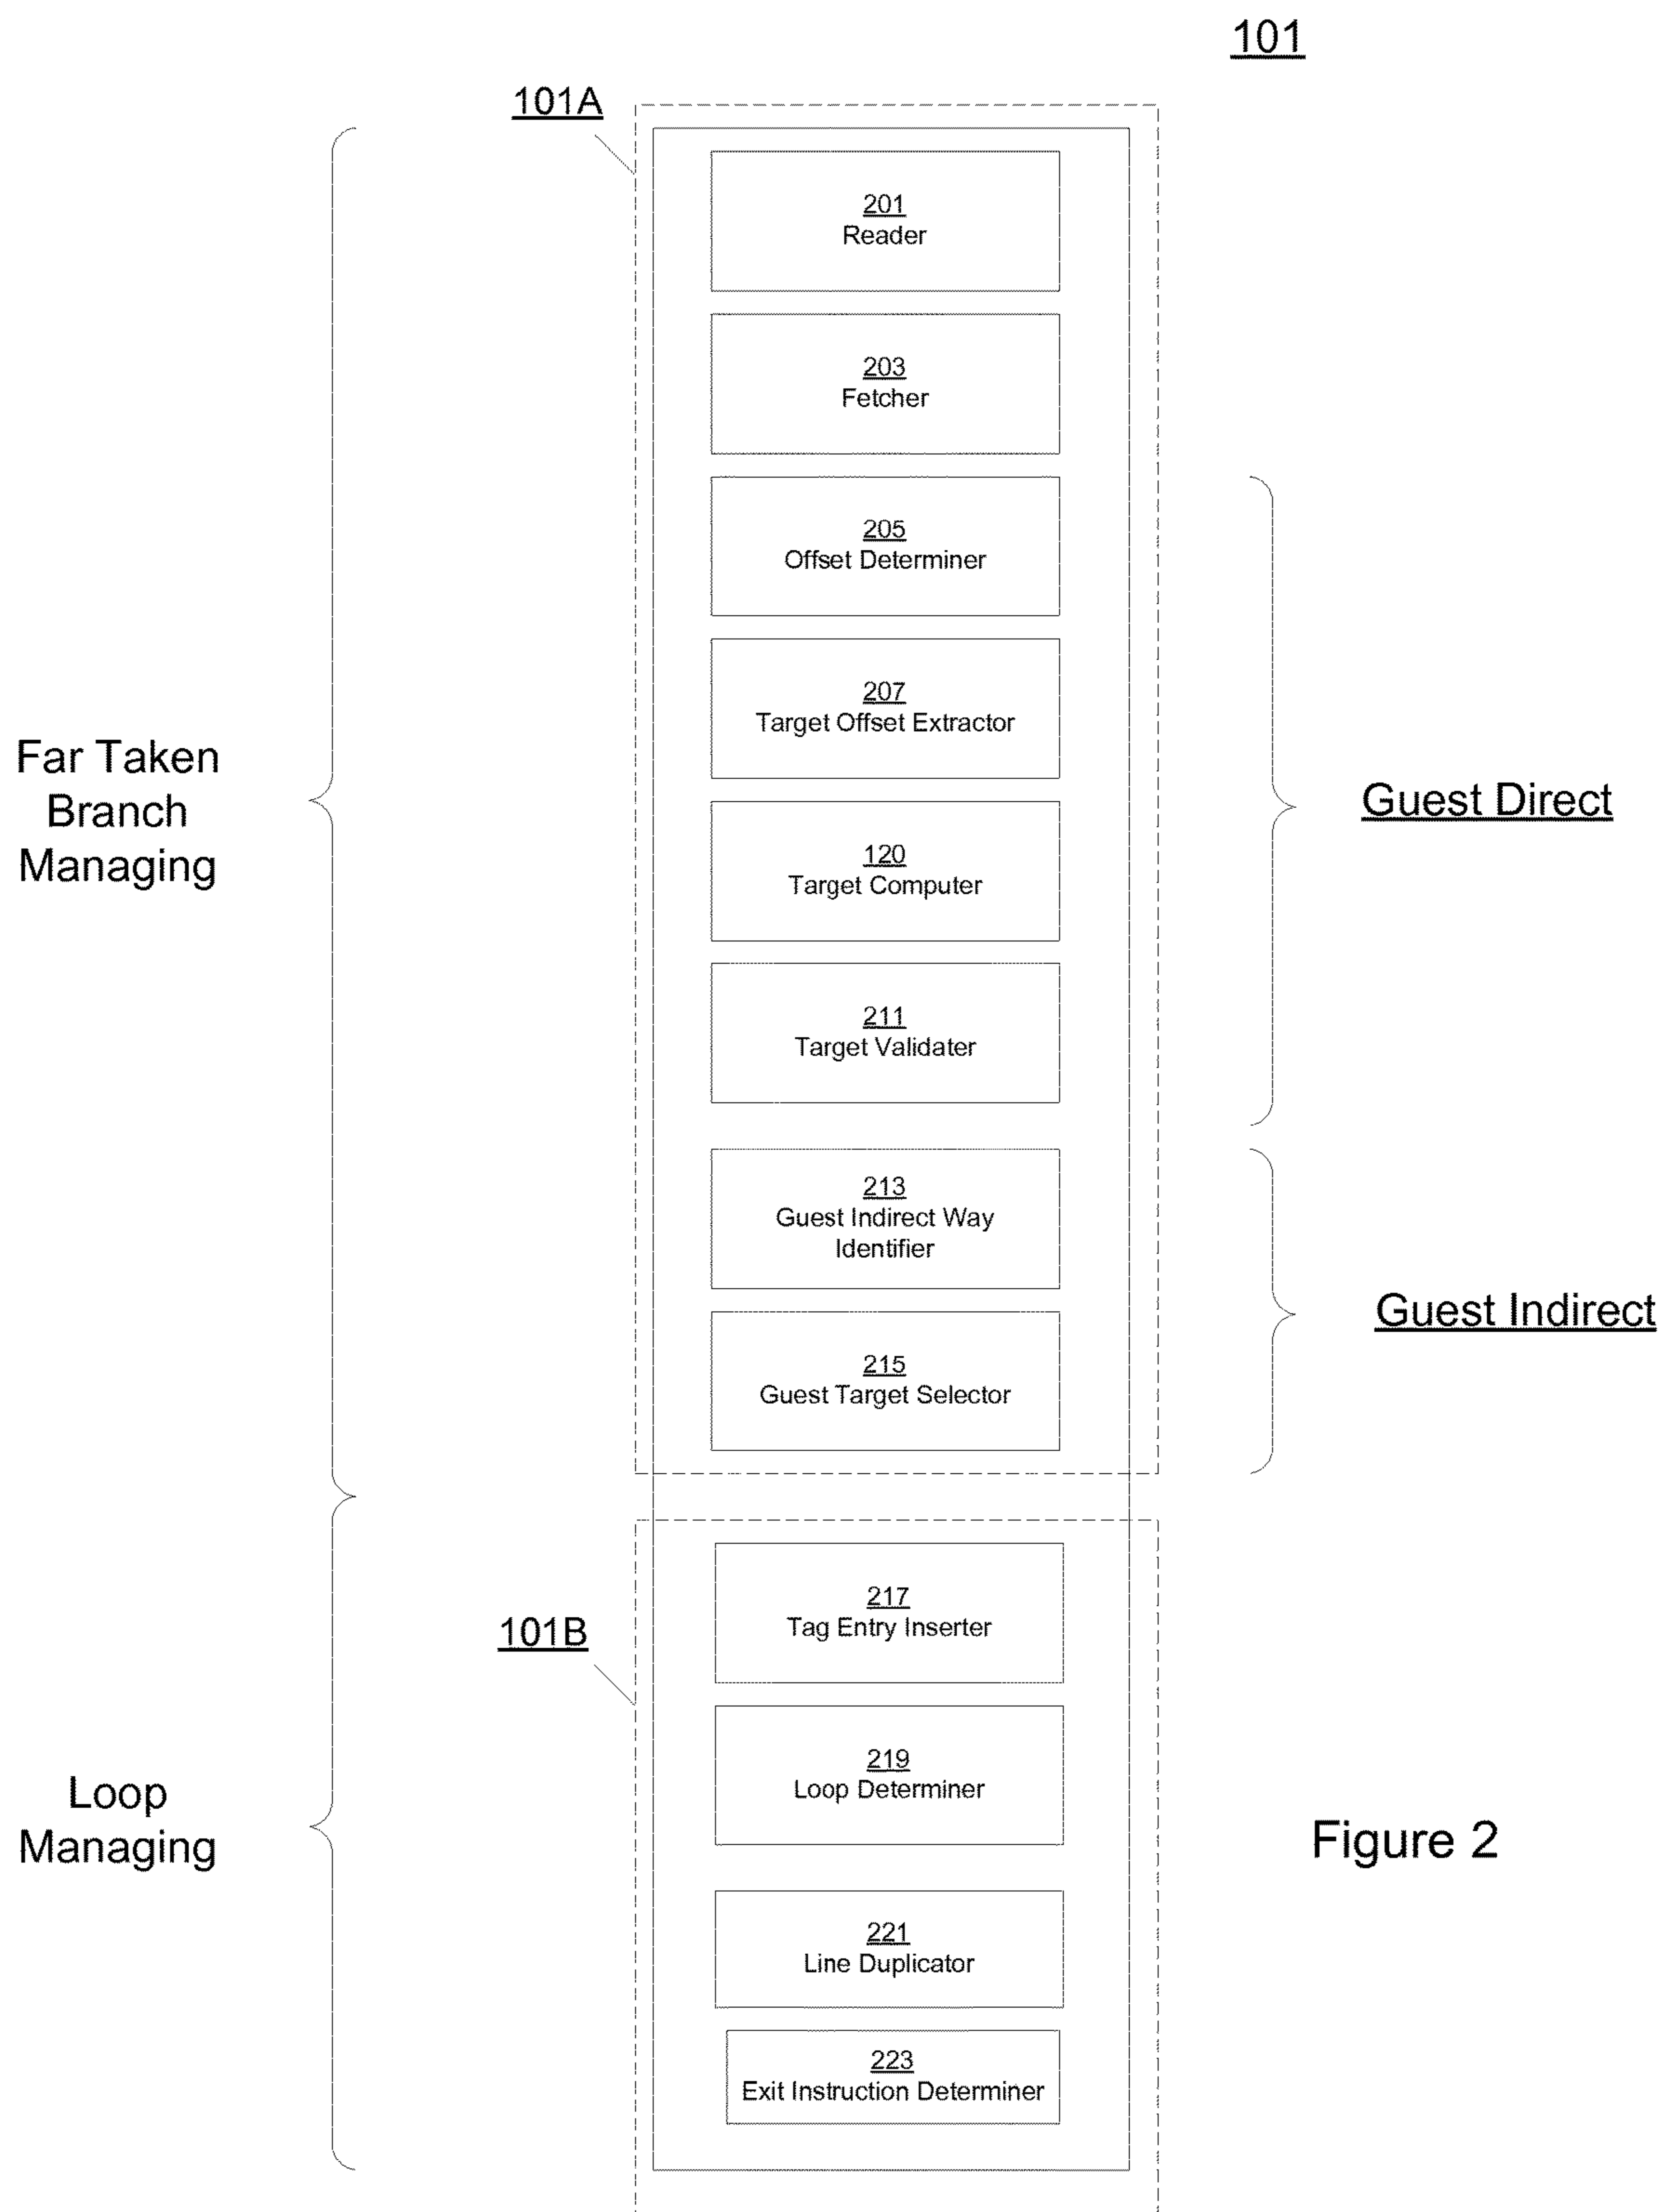 101
101A
201
Reader
203
Fetcher
205
Offset Determiner
207
Target Offset Extractor
Far Taken
Branch
Managing
120
Target Computer
Guest Direct
211
Target Validater
213
Guest Indirect Way
Identifier
Guest Indirect
215
Guest Target Selector
217
Tag Entry Inserter
101B
219
Loop Determiner
Loop
Managing
Figure 2
221
Line Duplicator
223
Exit Instruction Determiner